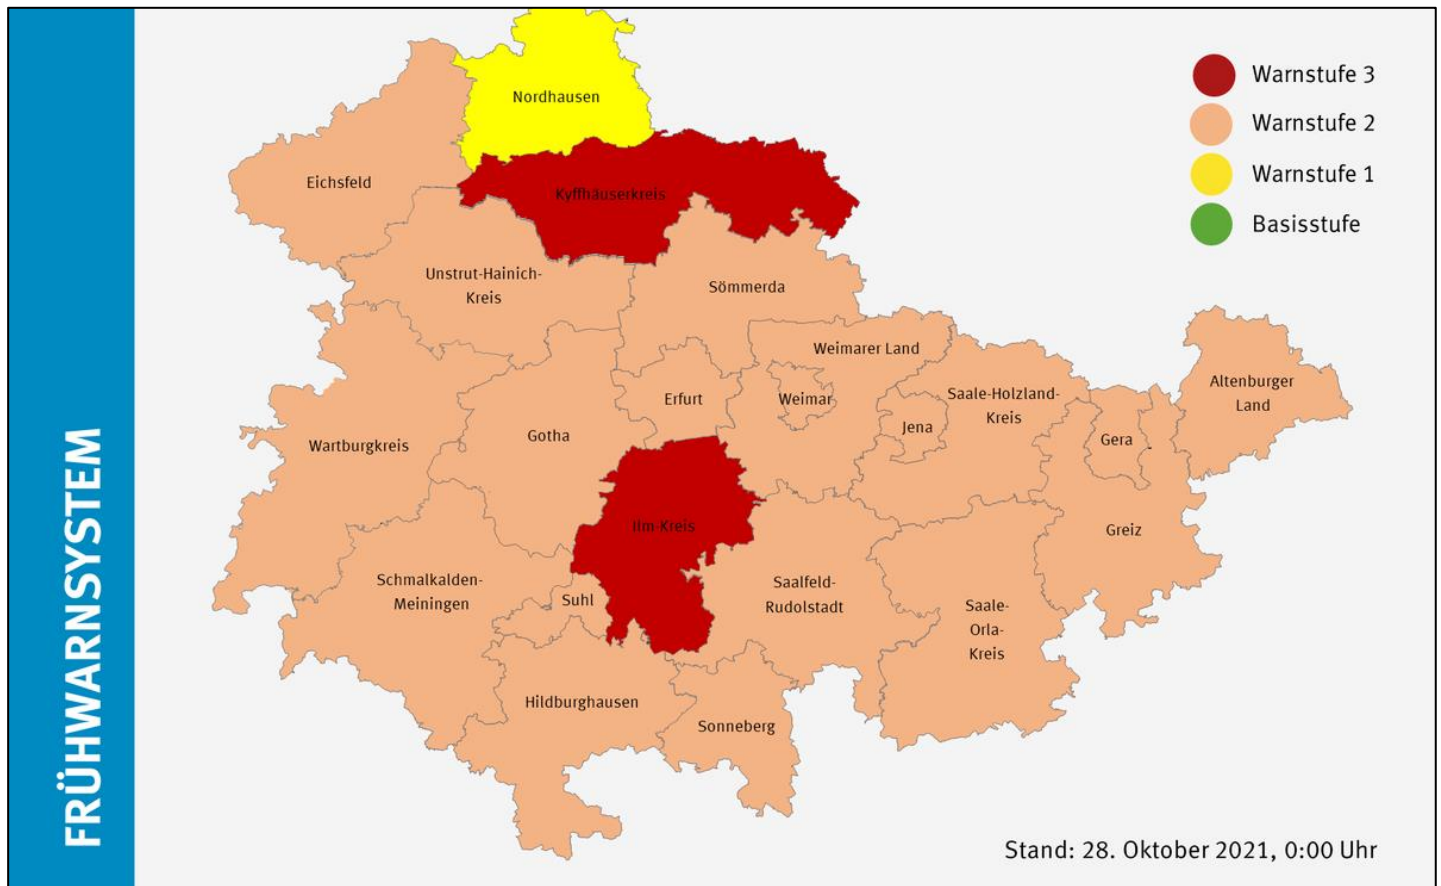 FRÜHWARNSYSTEM
Nordhausen
Warnstufe 3
Warnstufe 2
Warnstufe 1
Basisstufe
Eichsfeld
Kyffhäuserkreis
Unstrut-Hainich-
Kreis
Sömmerda
Weimarer Land
Altenburger
Land
Saale-Holzland-
Kreis
Erfurt
Weimar
Jena
Gera
Gotha
Wartburgkreis
Ilm-Kreis
Greiz
Schmalkalden-
Meiningen
Suhl
Saalfeld-
Rudolstadt
Saale-
Orla-
Kreis
Hildburghausen
Sonneberg
Stand: 28. Oktober 2021, 0:00 Uhr